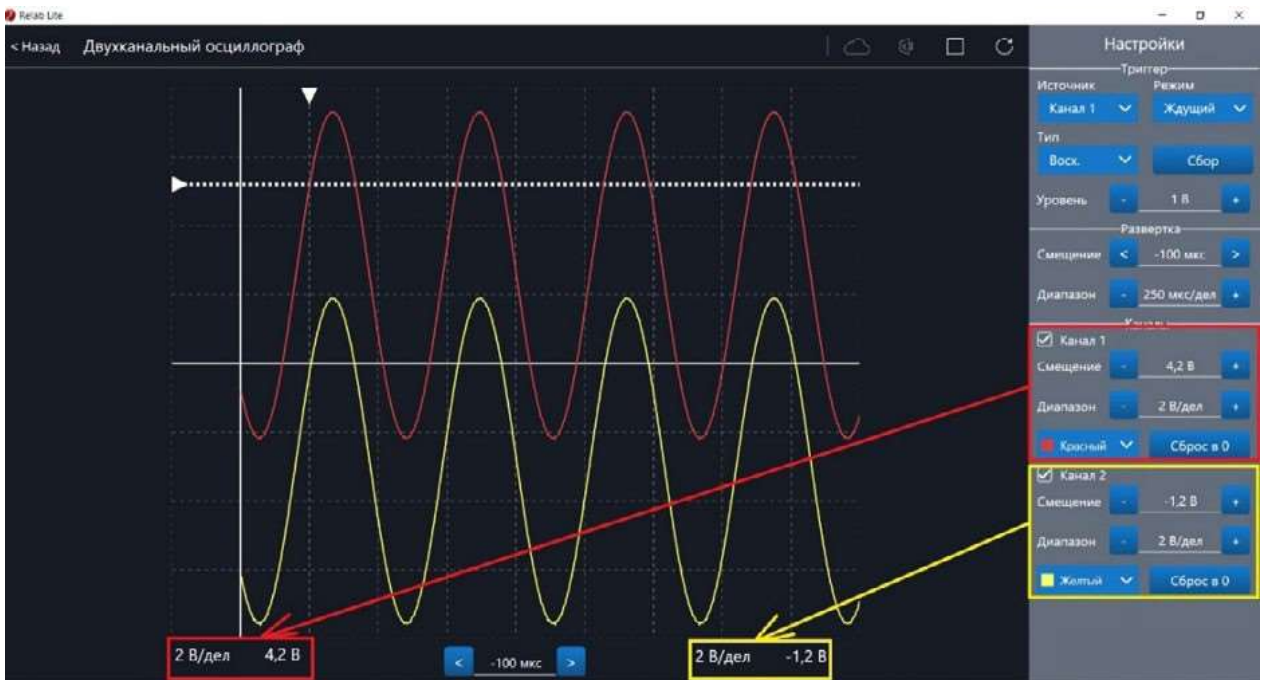 Relab Lite
< Назад Двухканальный осциллограф
Настройки
Триггер
Источник Режим
Канал 1 Ждущий
Тип
Восх. Сбор
Уровень - 1 В +
Развертка
Смещение < -100 мкс >
Диапазон - 250 мкс/дел +
Каналы
Канал 1
Смещение - 4,2 В +
Диапазон - 2 В/дел +
Красный Сброс в 0
Канал 2
Смещение - -1,2 В +
Диапазон - 2 В/дел +
Желтый Сброс в 0
2 В/дел 4,2 В < -100 мкс > 2 В/дел -1,2 В